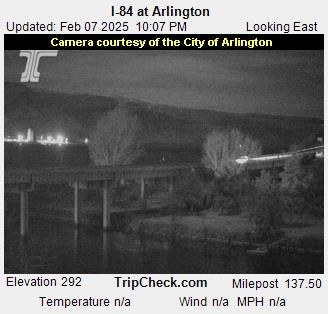 I-84 at Arlington
Updated: Feb 07 2025 10:07 PM Looking East
Camera courtesy of the City of Arlington
Elevation 292 TripCheck.com Milepost 137.50
Temperature n/a Wind n/a MPH n/a